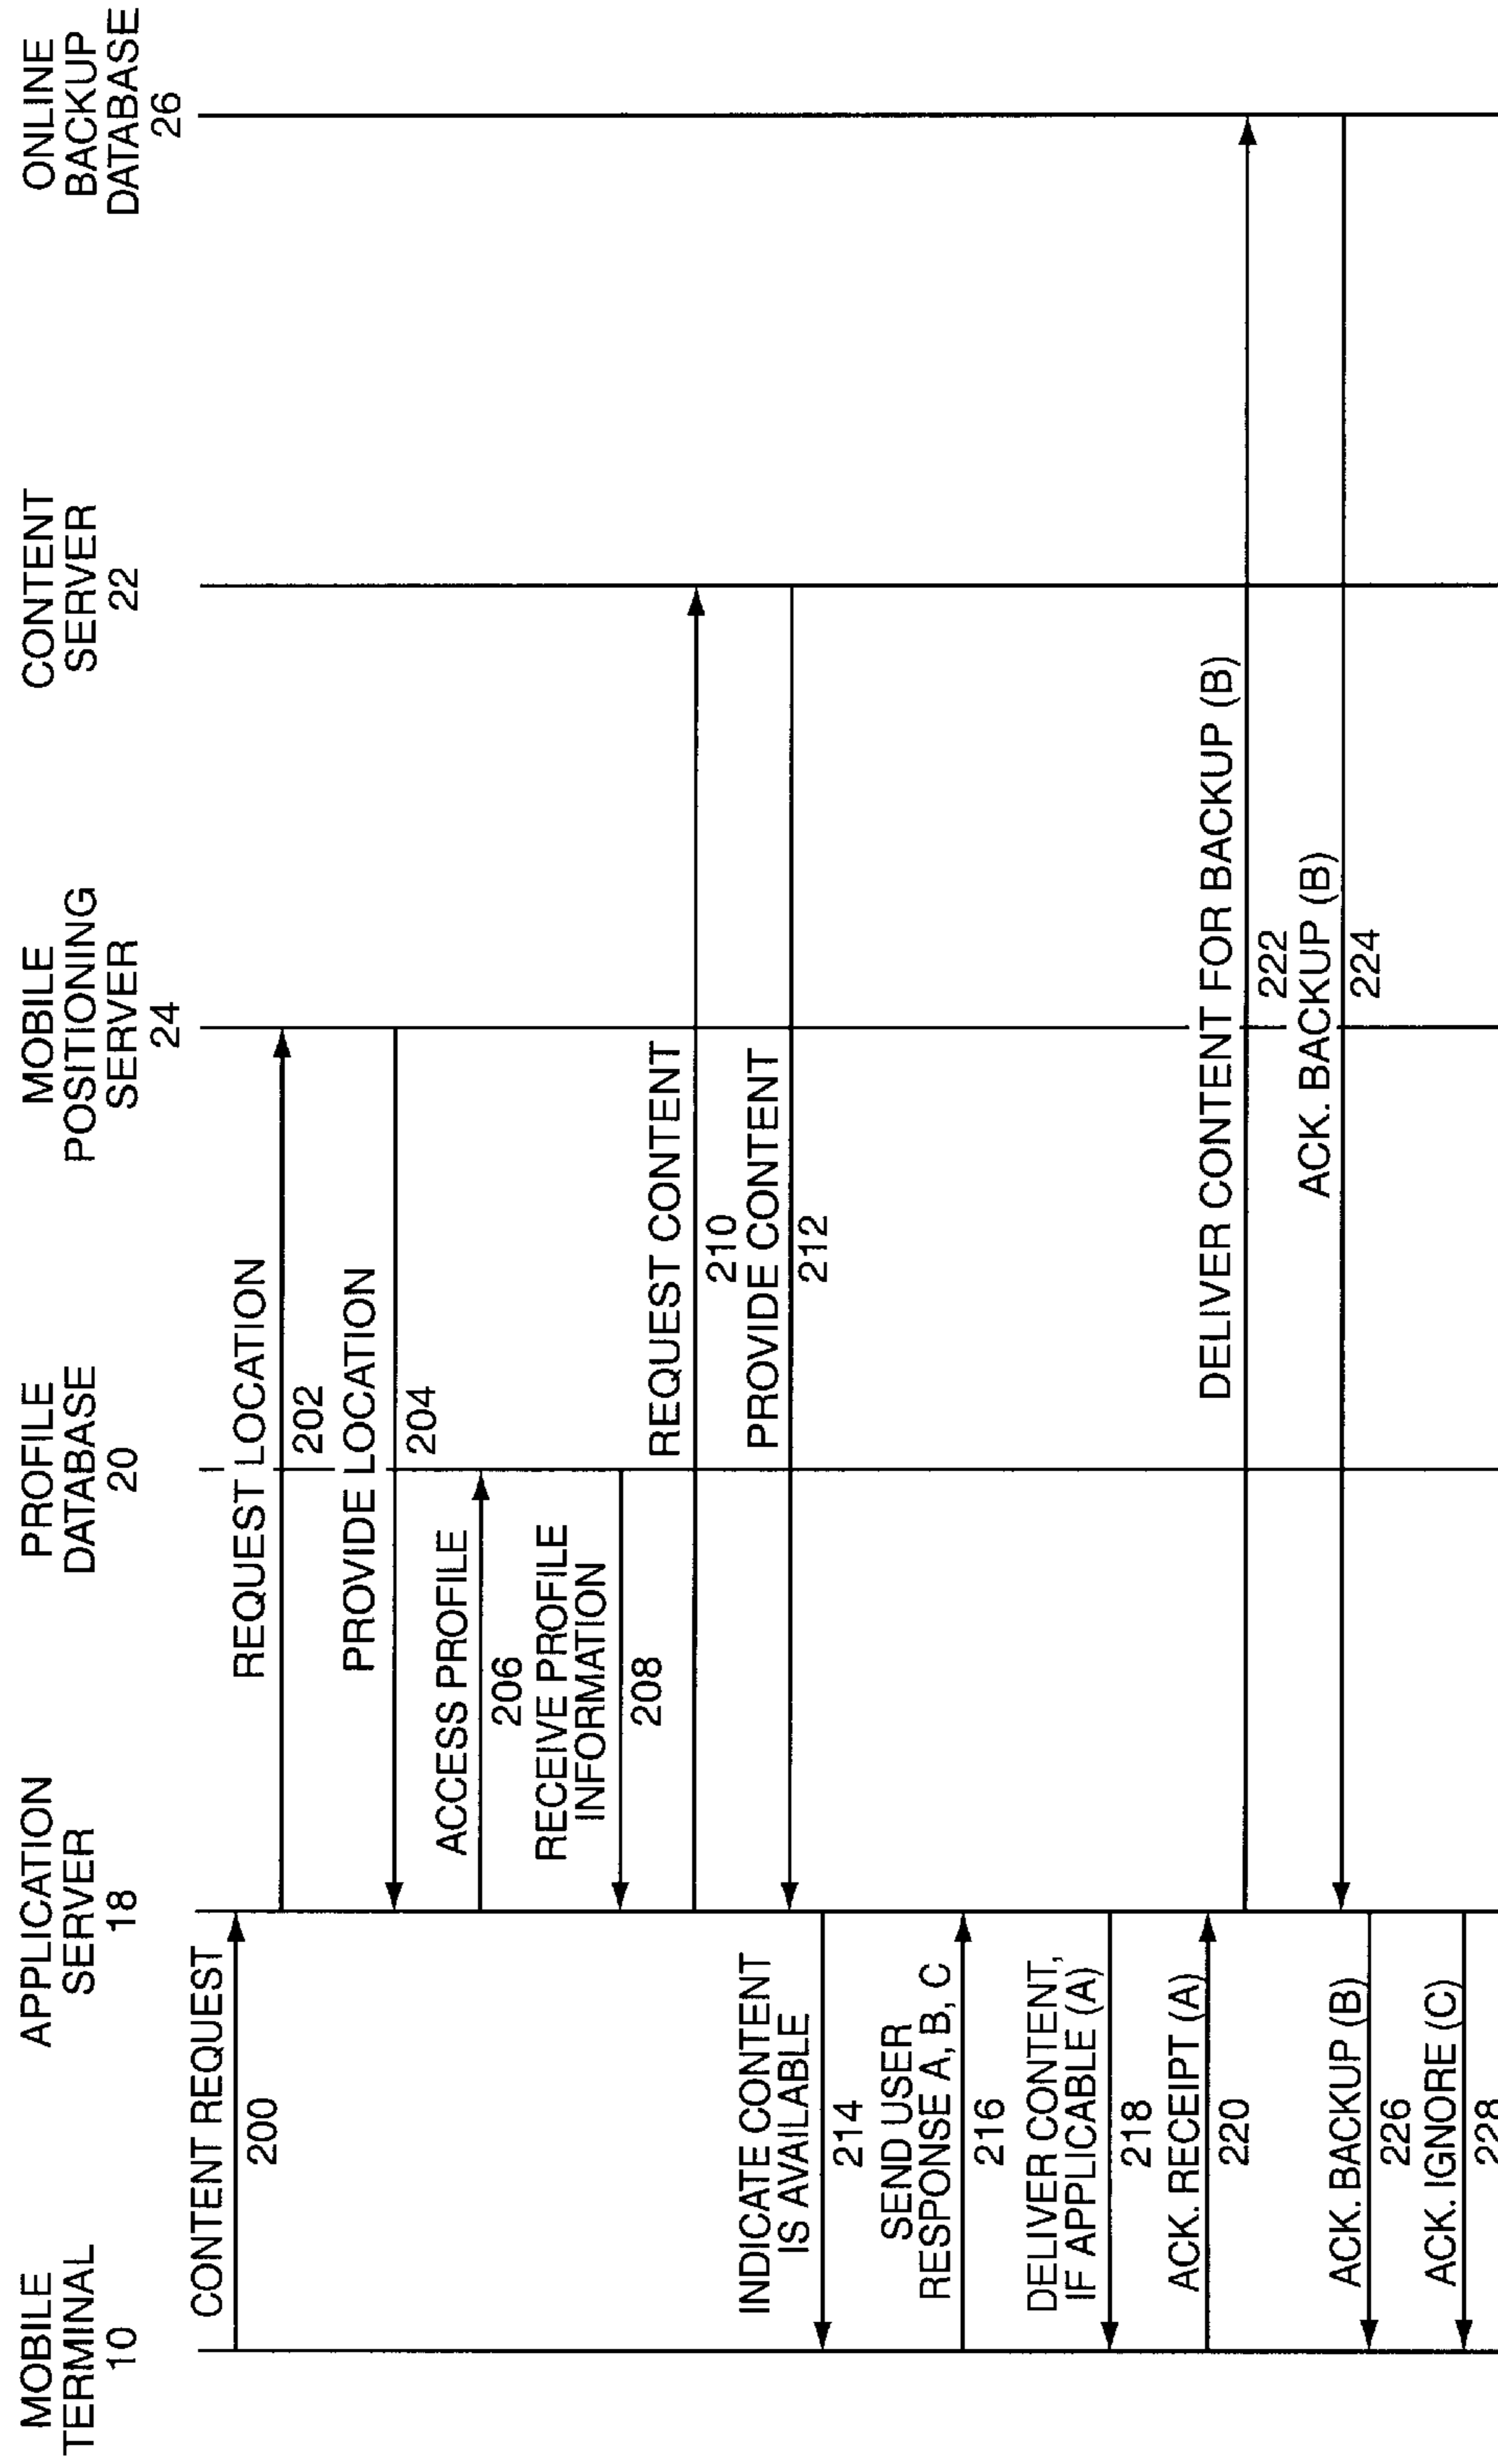 MOBILE
TERMINAL
10
APPLICATION
SERVER
18
PROFILE
DATABASE
20
MOBILE
POSITIONING
SERVER
24
CONTENT
SERVER
22
ONLINE
BACKUP
DATABASE
26
CONTENT REQUEST
200
REQUEST LOCATION
202
PROVIDE LOCATION
204
ACCESS PROFILE
206
RECEIVE PROFILE
INFORMATION
208
REQUEST CONTENT
210
PROVIDE CONTENT
212
INDICATE CONTENT
IS AVAILABLE
214
SEND USER
RESPONSE A, B, C
216
DELIVER CONTENT,
IF APPLICABLE (A)
218
ACK. RECEIPT (A)
220
DELIVER CONTENT FOR BACKUP (B)
222
ACK. BACKUP (B)
224
ACK. BACKUP (B)
226
ACK. IGNORE (C)
228